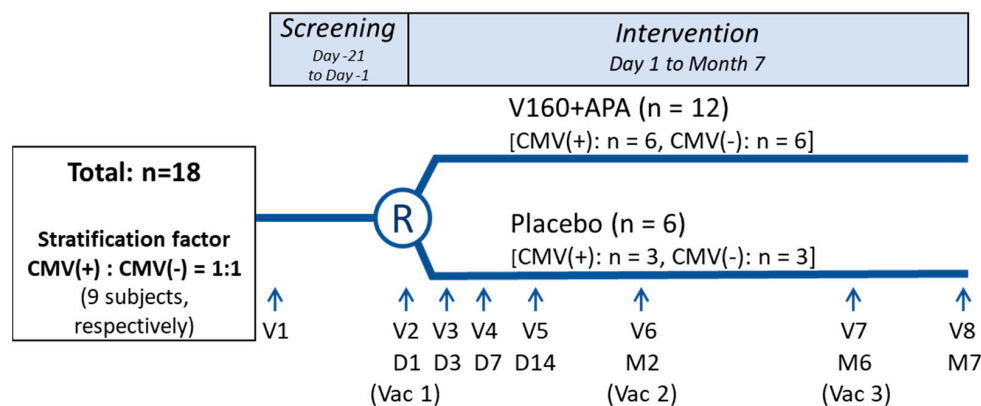 Screening
Day -21
to Day -1
Intervention
Day 1 to Month 7
V160+APA (n = 12)
[CMV(+): n = 6, CMV(-): n = 6]
Total: n=18
Stratification factor
CMV(+) : CMV(-) = 1:1
(9 subjects,
respectively)
R
Placebo (n = 6)
[CMV(+): n = 3, CMV(-): n = 3]
V1 V2 V3 V4 V5 V6 V7 V8
D1 D3 D7 D14 M2 M6 M7
(Vac 1) (Vac 2) (Vac 3)